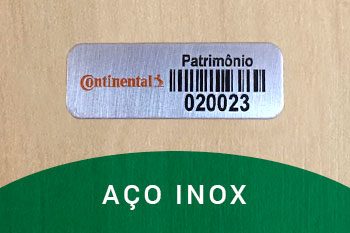 Patrimônio
Continental
020023
AÇO INOX